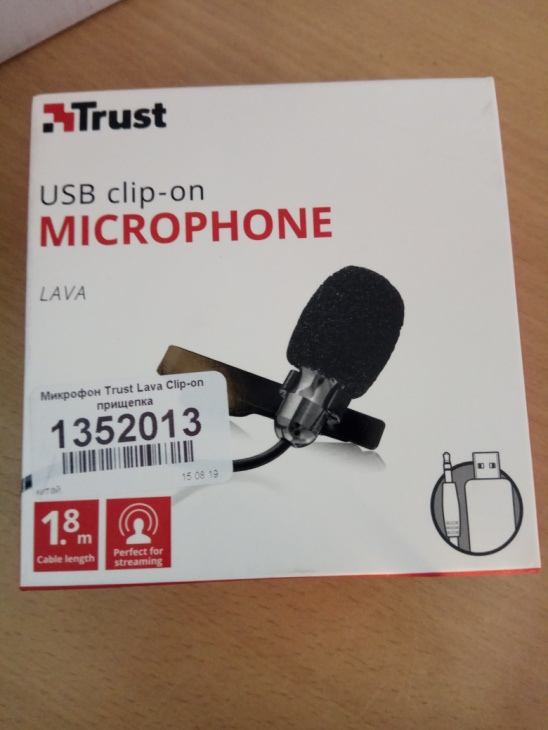 Trust
USB clip-on
MICROPHONE
LAVA
Микрофон Trust Lava Clip-on
прищепка
1352013
15 08 19
китай
1.8 m
Cable length
Perfect for
streaming